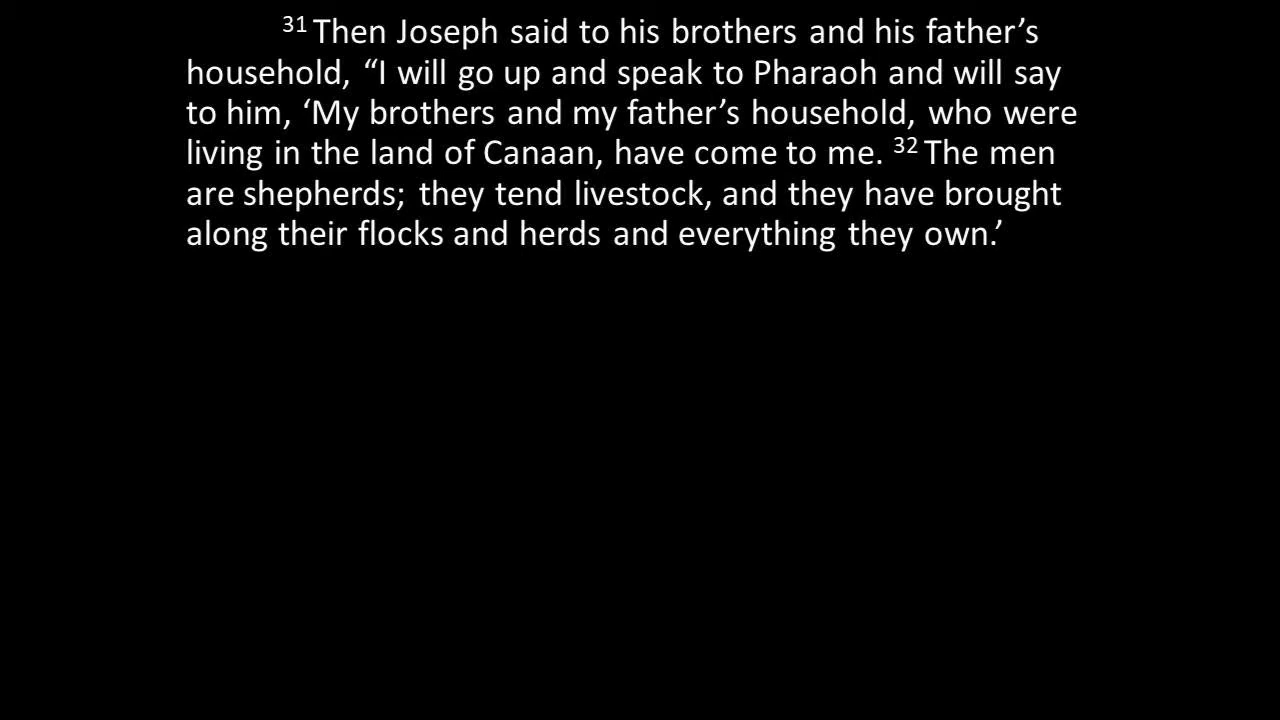 31 Then Joseph said to his brothers and his father’s
household, “I will go up and speak to Pharaoh and will say
to him, ‘My brothers and my father’s household, who were
living in the land of Canaan, have come to me. 32 The men
are shepherds; they tend livestock, and they have brought
along their flocks and herds and everything they own.’